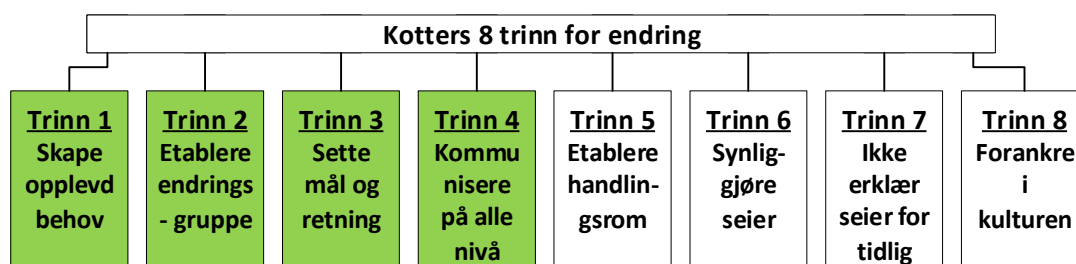 Kotters 8 trinn for endring
Trinn 1
Skape
opplevd
behov
Trinn 2
Etablere
endrings
- gruppe
Trinn 3
Sette
mål og
retning
Trinn 4
Kommu
nisere
på alle
nivå
Trinn 5
Etablere
handlin-
gsrom
Trinn 6
Synlig-
gjøre
seier
Trinn 7
Ikke
erklær
seier for
tidlig
Trinn 8
Forankre
i
kulturen